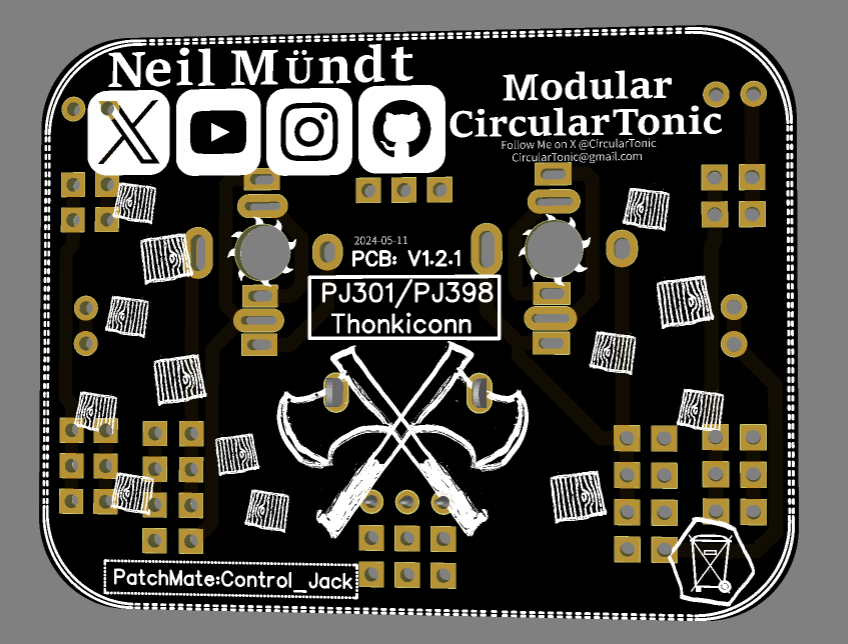 Neil Mündt
Modular
CircularTonic
Follow Me on X @CircularTonic
CircularTonic@gmail.com
2024-05-11
PCB: V1.2.1
PJ301/PJ398
Thonkiconn
PatchMate:Control_Jack